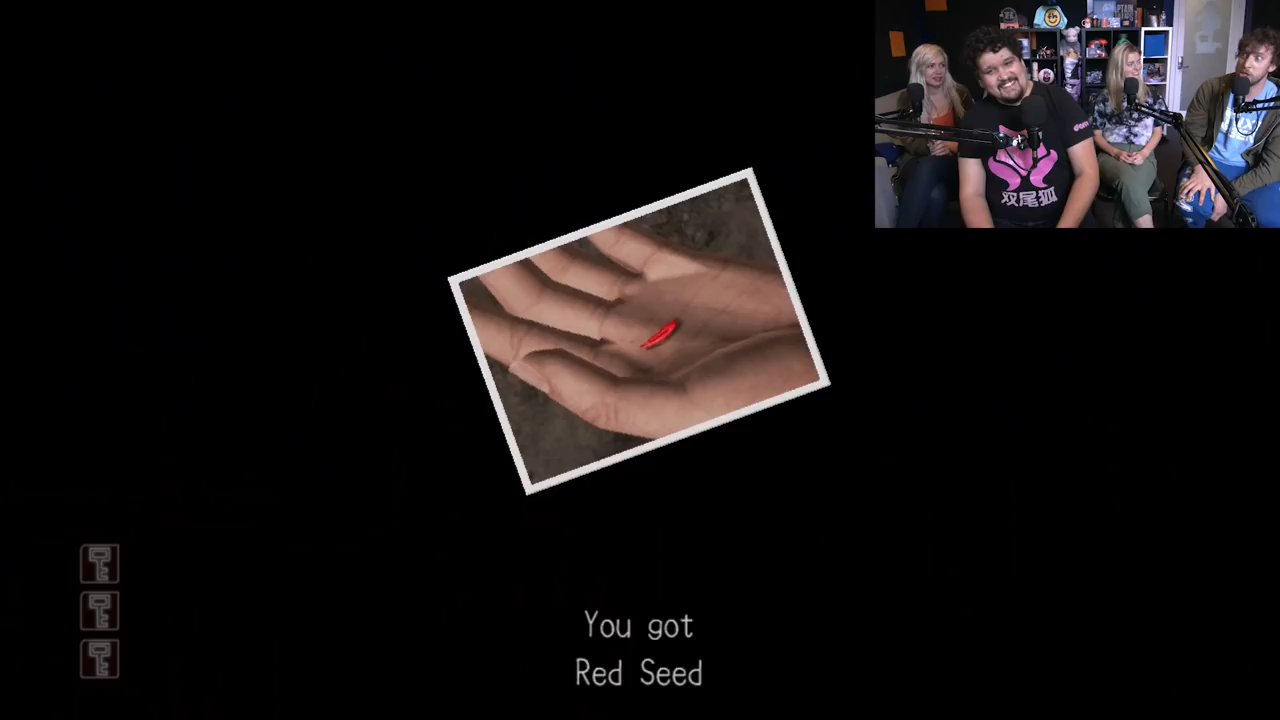 双尾狐
You got
Red Seed